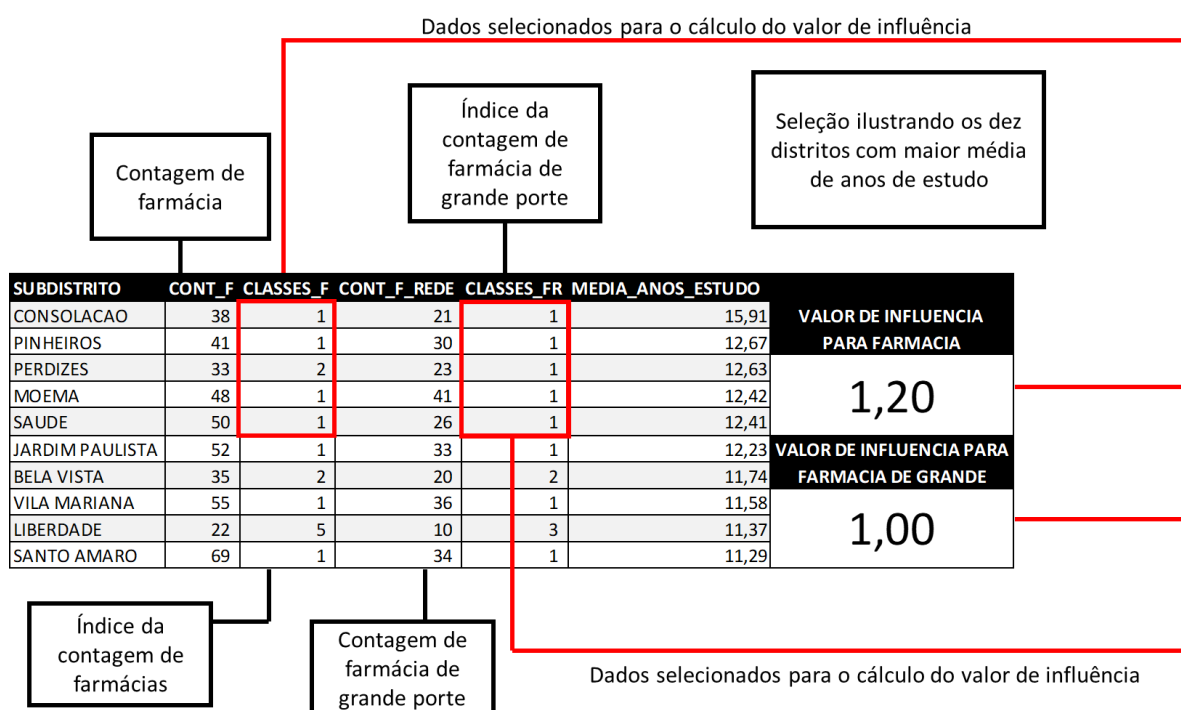 Dados selecionados para o cálculo do valor de influência
Índice da
contagem de
farmácia de
grande porte
Seleção ilustrando os dez
distritos com maior média
de anos de estudo
Contagem de
farmácia
SUBDISTRITO CONT_F CLASSES_F CONT_F_REDE CLASSES_FR MEDIA_ANOS_ESTUDO
CONSOLACAO 38 1 21 1 15,91 VALOR DE INFLUENCIA
PINHEIROS 41 1 30 1 12,67 PARA FARMACIA
PERDIZES 33 2 23 1 12,63
MOEMA 48 1 41 1 12,42 1,20
SAUDE 50 1 26 1 12,41
JARDIM PAULISTA 52 1 33 1 12,23 VALOR DE INFLUENCIA PARA
BELA VISTA 35 2 20 2 11,74 FARMACIA DE GRANDE
VILA MARIANA 55 1 36 1 11,58
LIBERDADE 22 5 10 3 11,37 1,00
SANTO AMARO 69 1 34 1 11,29
Índice da
contagem de
farmácias
Contagem de
farmácia de
grande porte
Dados selecionados para o cálculo do valor de influência